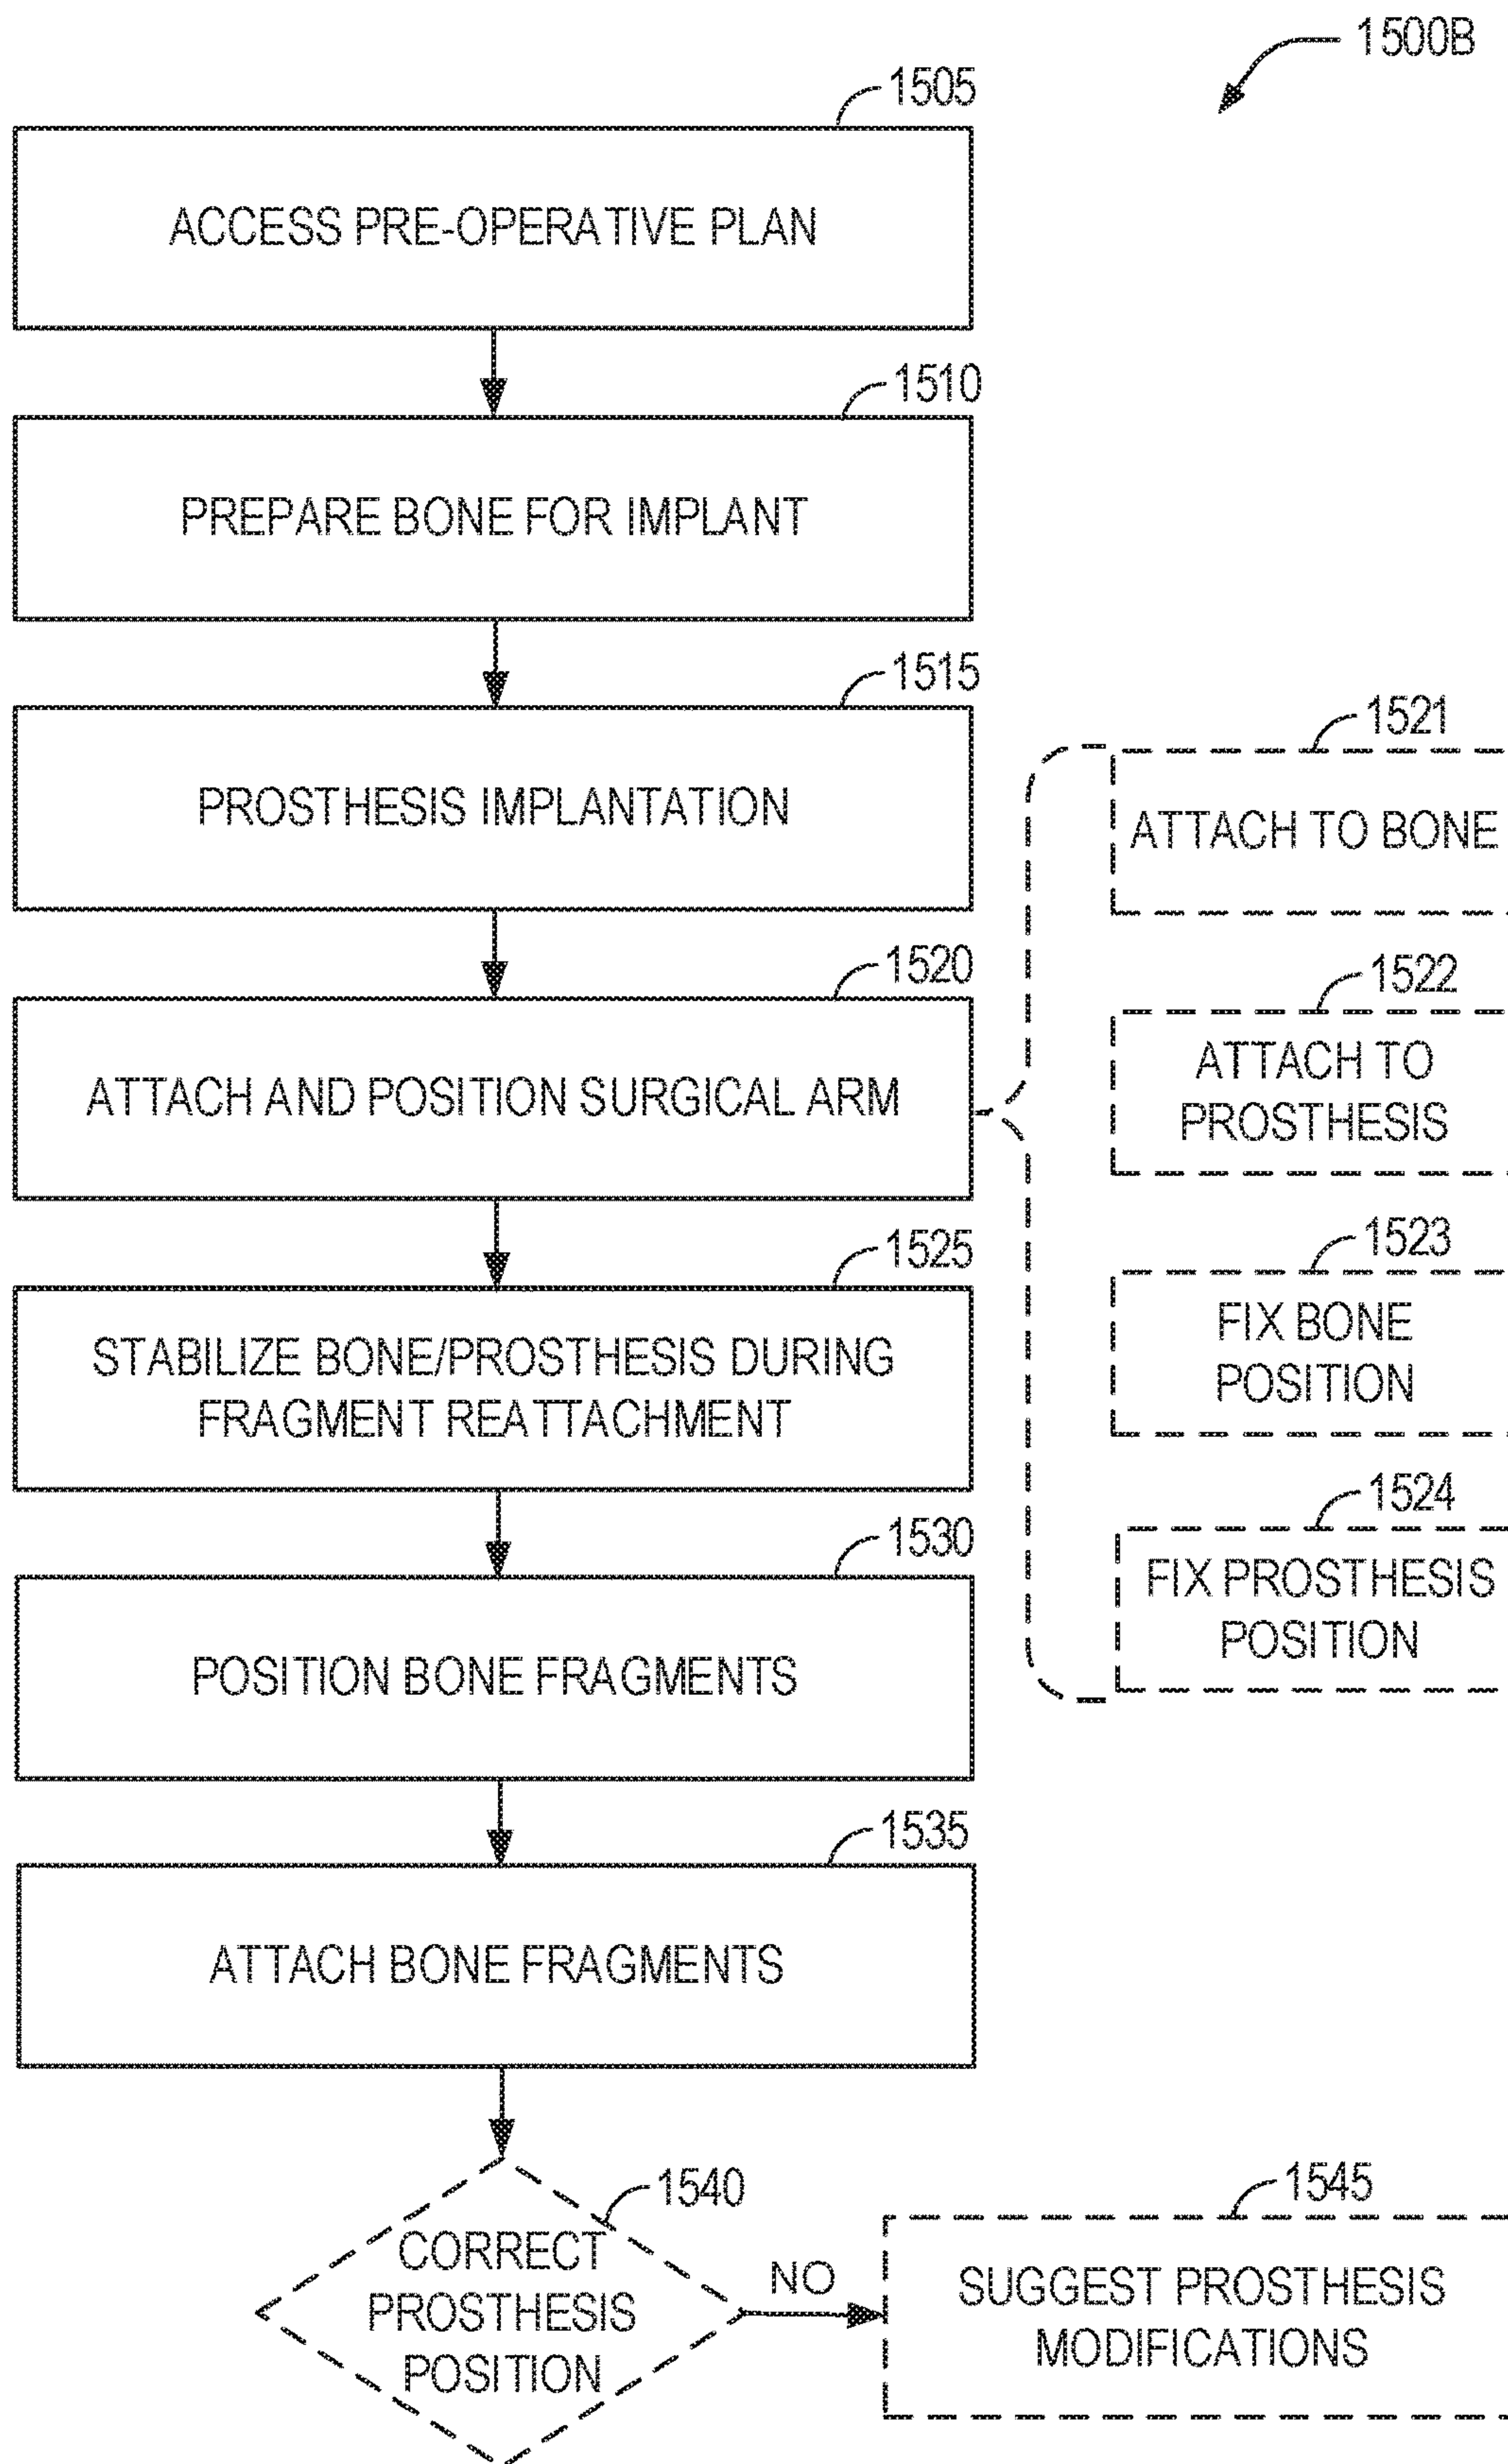 1500B
1505
ACCESS PRE-OPERATIVE PLAN
1510
PREPARE BONE FOR IMPLANT
1515
PROSTHESIS IMPLANTATION
1520
ATTACH AND POSITION SURGICAL ARM
1521
ATTACH TO BONE
1522
ATTACH TO
PROSTHESIS
1523
FIX BONE
POSITION
1524
FIX PROSTHESIS
POSITION
1525
STABILIZE BONE/PROSTHESIS DURING
FRAGMENT REATTACHMENT
1530
POSITION BONE FRAGMENTS
1535
ATTACH BONE FRAGMENTS
1540
CORRECT
PROSTHESIS
POSITION
NO
1545
SUGGEST PROSTHESIS
MODIFICATIONS